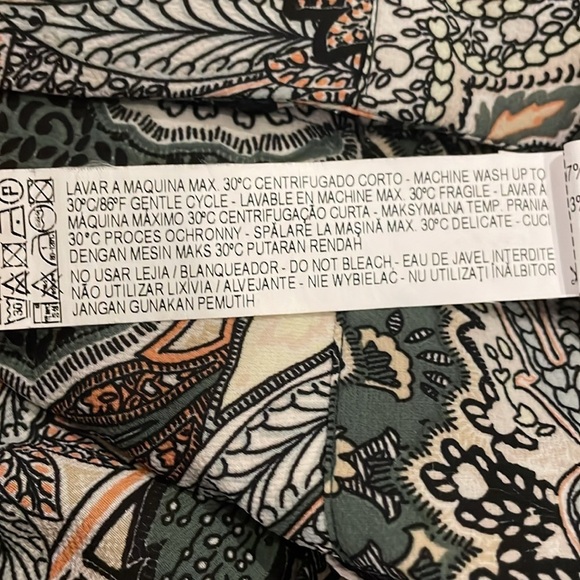 LAVAR A MAQUINA MAX. 30ºC CENTRIFUGADO CORTO - MACHINE WASH UP TO
30ºC/86ºF GENTLE CYCLE - LAVABLE EN MACHINE MAX. 30ºC FRAGILE - LAVAR À
MÁQUINA MÁXIMO 30ºC CENTRIFUGAÇÃO CURTA - MAKSYMALNA TEMP. PRANIA
30°C PROCES OCHRONNY - SPĂLARE LA MAŞINĂ MAX. 30ºC DELICATE - CUCI
DENGAN MESIN MAKS 30ºC PUTARAN RENDAH
NO USAR LEJIA / BLANQUEADOR - DO NOT BLEACH - EAU DE JAVEL INTERDITE
NÃO UTILIZAR LIXÍVIA / ALVEJANTE - NIE WYBIELAĆ - NU UTILIZAŢI ÎNĂLBITOR
JANGAN GUNAKAN PEMUTIH
30
P